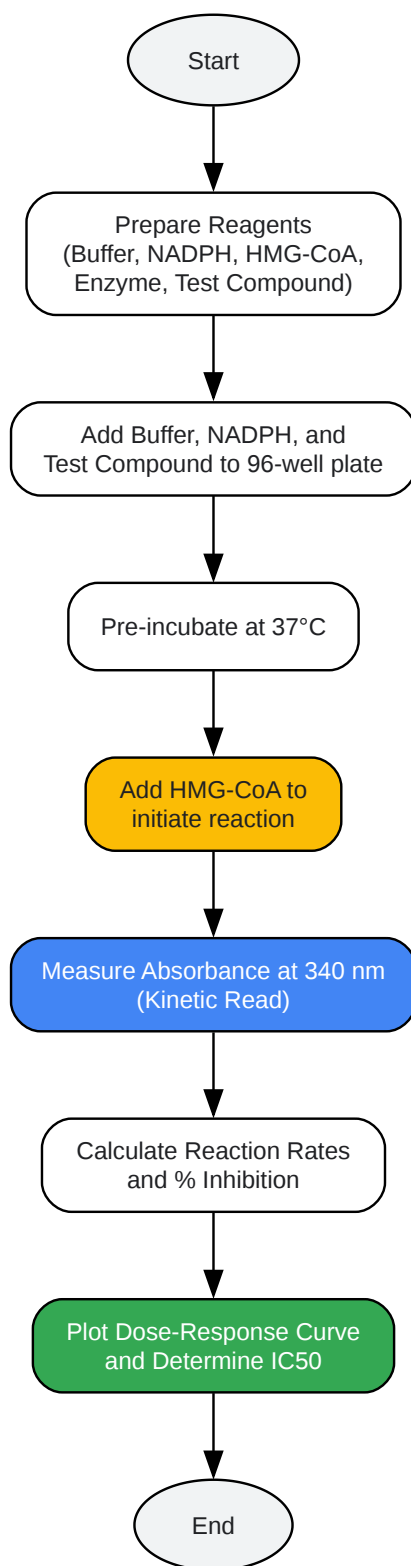 Start
Prepare Reagents
(Buffer, NADPH, HMG-CoA,
Enzyme, Test Compound)
Add Buffer, NADPH, and
Test Compound to 96-well plate
Pre-incubate at 37°C
Add HMG-CoA to
initiate reaction
Measure Absorbance at 340 nm
(Kinetic Read)
Calculate Reaction Rates
and % Inhibition
Plot Dose-Response Curve
and Determine IC50
End